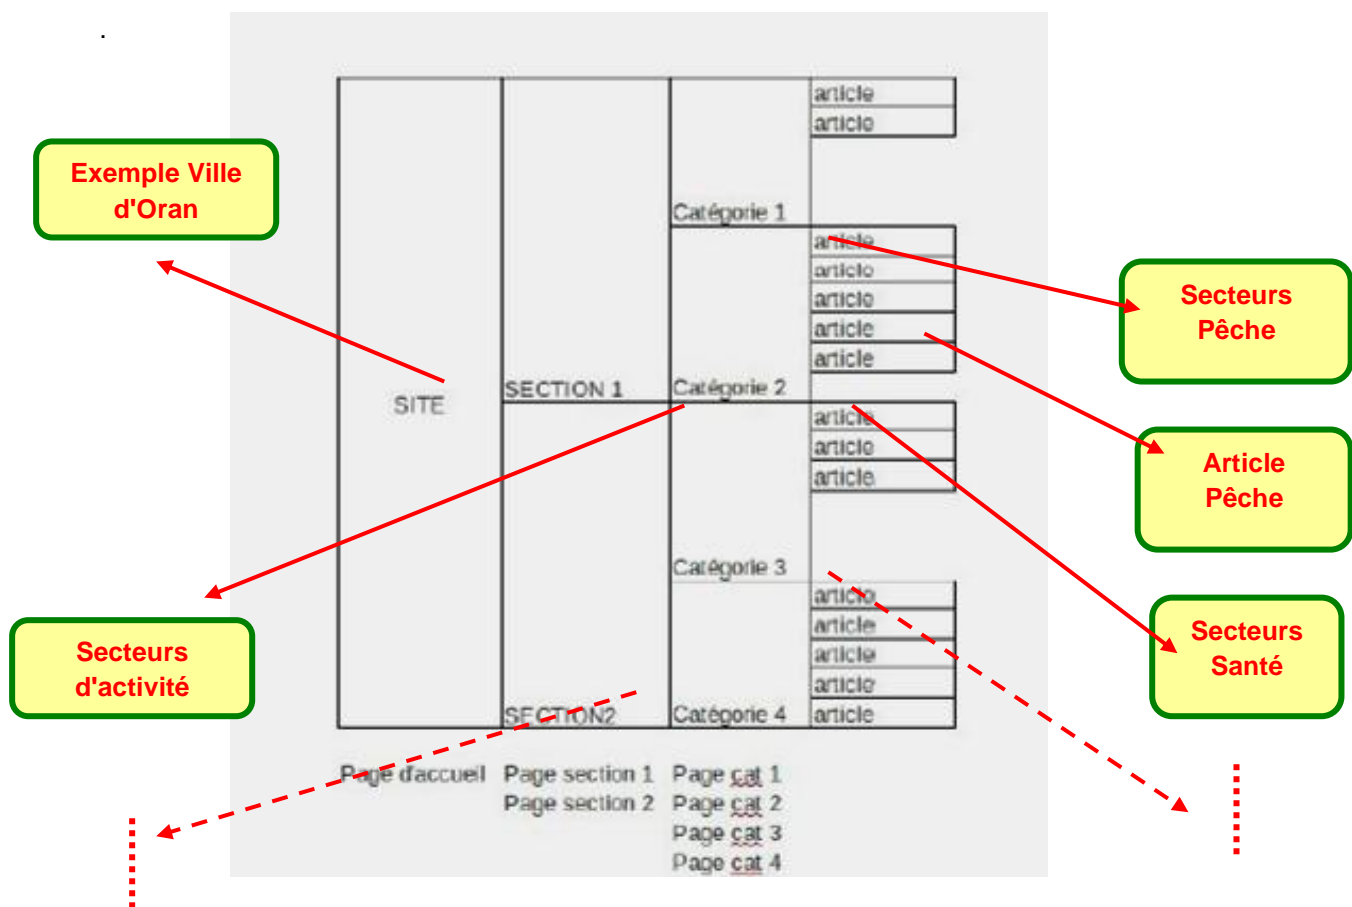 .
article
article
Exemple Ville
d'Oran
Catégorie 1
article
article
article
article
article
Secteurs
Pêche
SITE
SECTION 1
Catégorie 2
article
article
article
Article
Pêche
Catégorie 3
article
article
article
article
article
Secteurs
Santé
Secteurs
d'activité
SECTION2
Catégorie 4
Page d'accueil
Page section 1
Page cat 1
Page section 2
Page cat 2
Page cat 3
Page cat 4